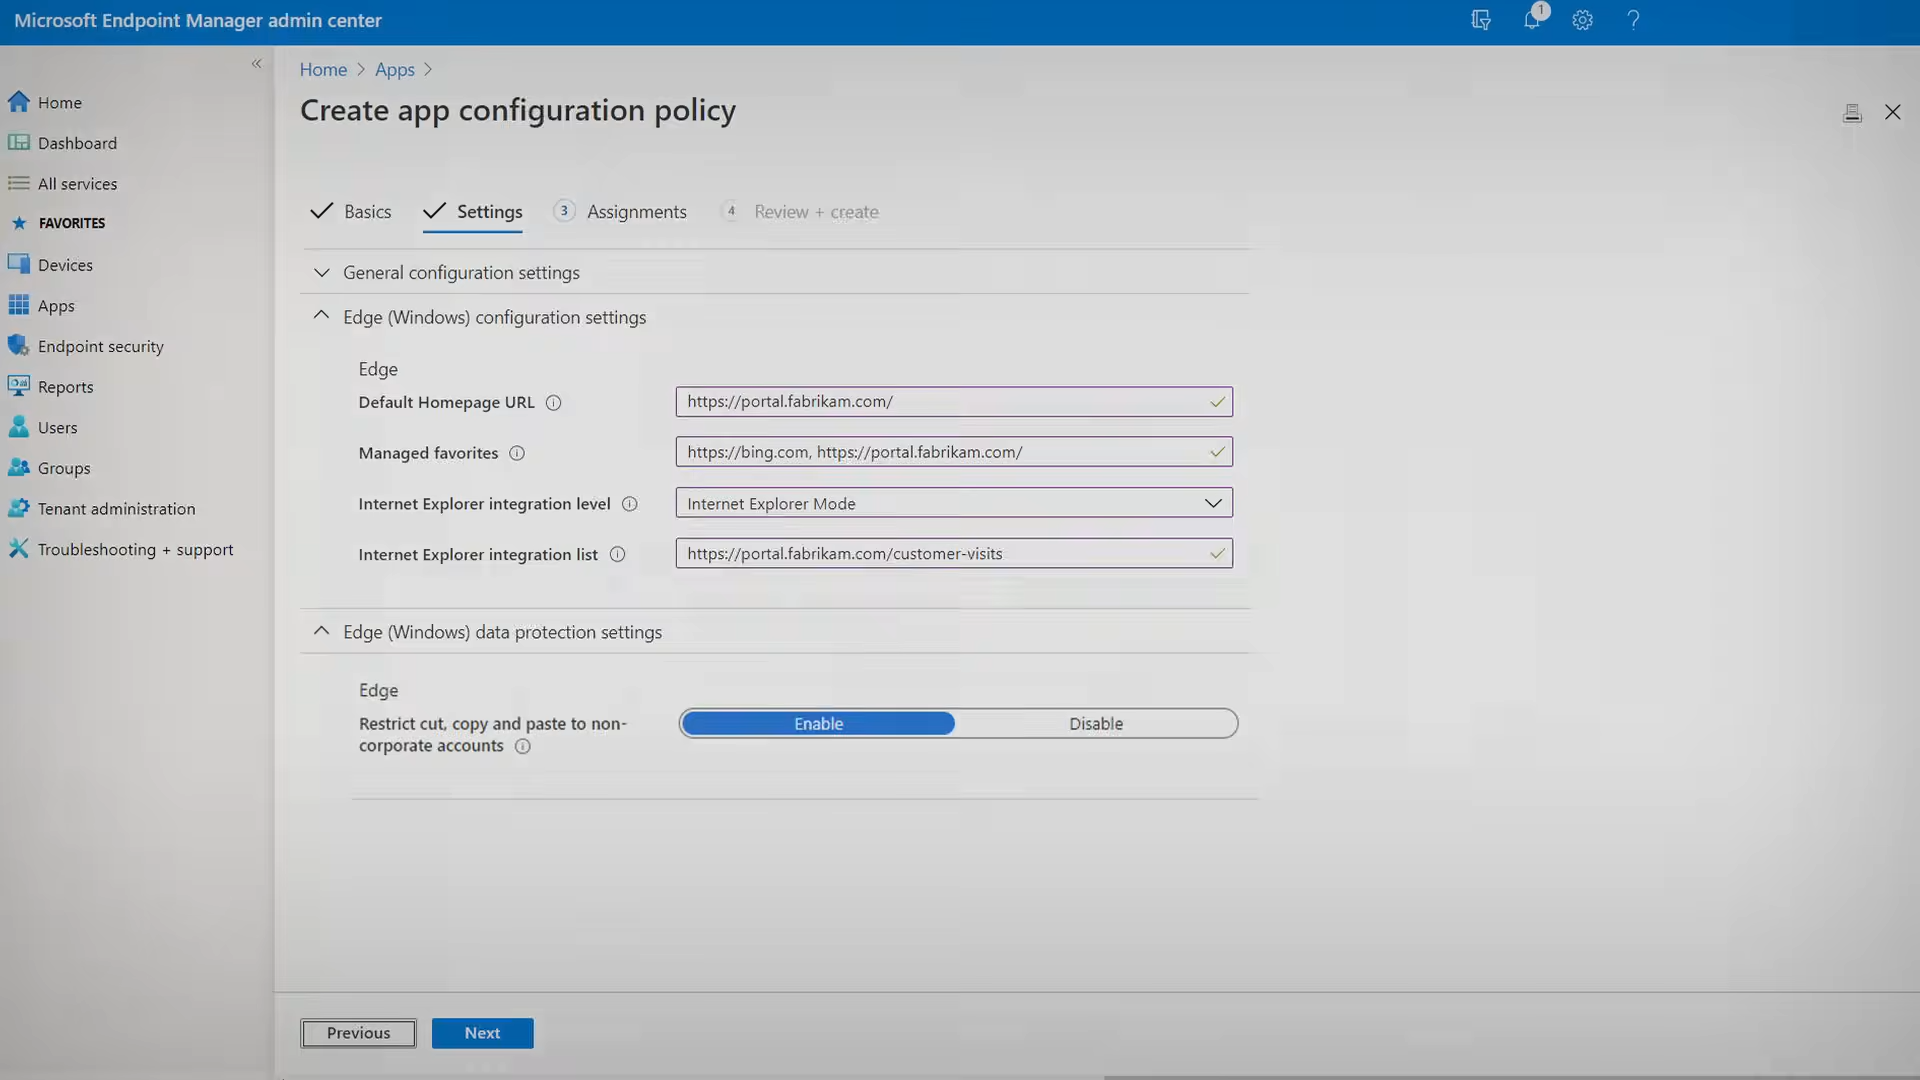 Microsoft Endpoint Manager admin center
1
Home
Dashboard
All services
FAVORITES
Devices
Apps
Endpoint security
Reports
Users
Groups
Tenant administration
Troubleshooting + support
Home > Apps >
Create app configuration policy
Basics
Settings
3 Assignments
4 Review + create
General configuration settings
Edge (Windows) configuration settings
Edge
Default Homepage URL
https://portal.fabrikam.com/
Managed favorites
https://bing.com, https://portal.fabrikam.com/
Internet Explorer integration level
Internet Explorer Mode
Internet Explorer integration list
https://portal.fabrikam.com/customer-visits
Edge (Windows) data protection settings
Edge
Restrict cut, copy and paste to non-
corporate accounts
Enable
Disable
Previous
Next